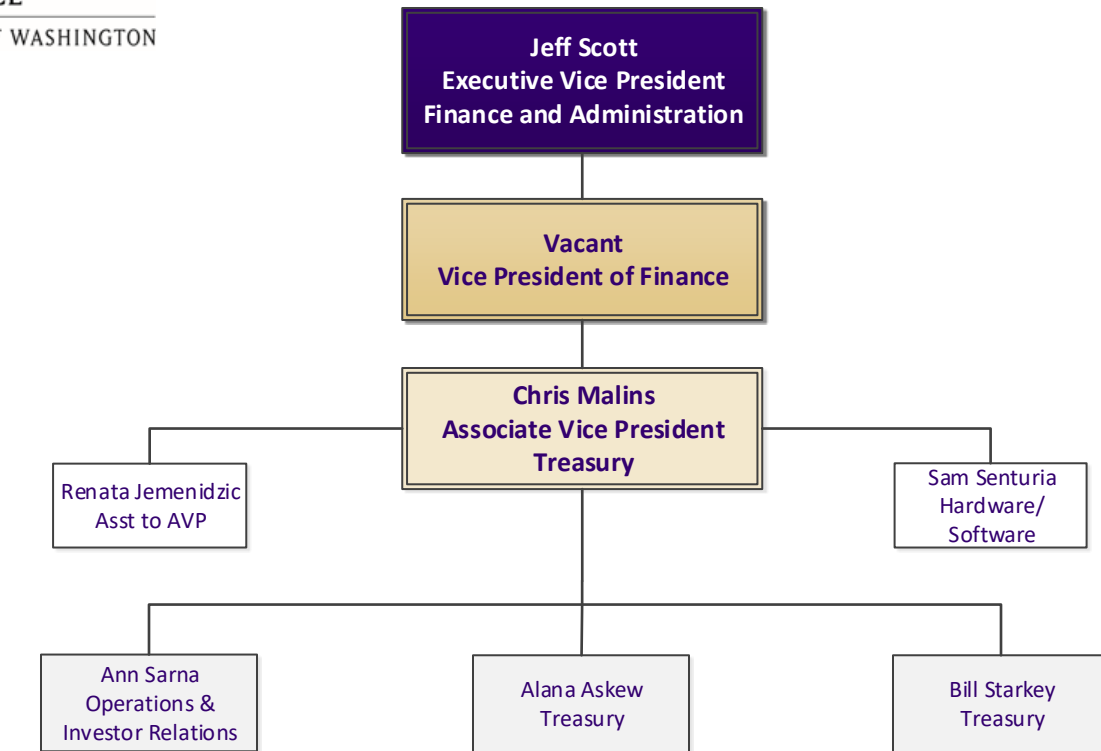 WASHINGTON
Jeff Scott
Executive Vice President
Finance and Administration
Vacant
Vice President of Finance
Chris Malins
Associate Vice President
Treasury
Renata Jemenidzic
Asst to AVP
Sam Senturia
Hardware/
Software
Ann Sarna
Operations &
Investor Relations
Alana Askew
Treasury
Bill Starkey
Treasury